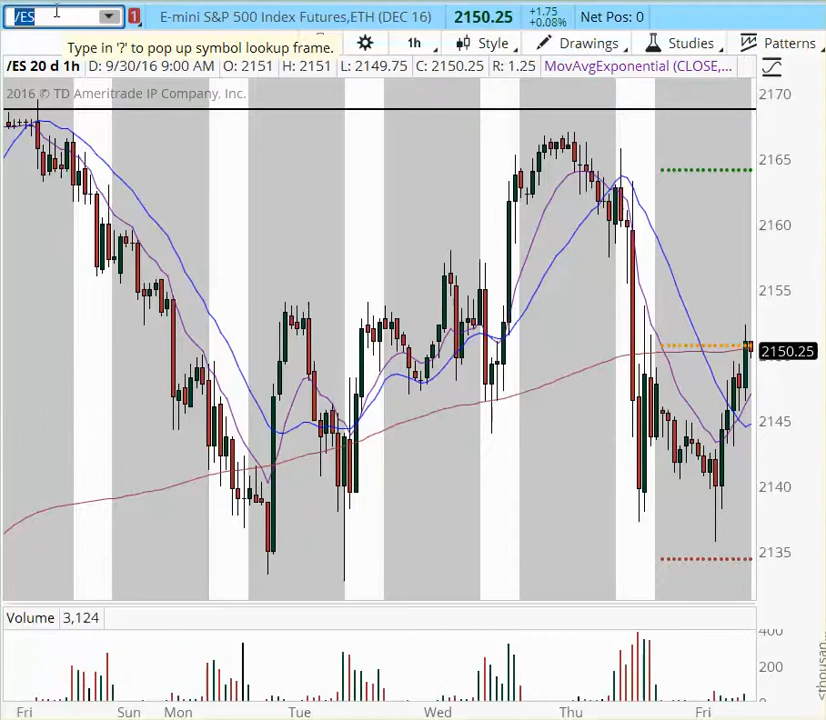 /ES 1 E-mini S&P 500 Index Futures,ETH (DEC 16) 2150.25 +1.75 +0.08% Net Pos: 0
Type in '?' to pop up symbol lookup frame.
1h Style Drawings Studies Patterns
/ES 20 d 1h D: 9/30/16 9:00 AM O: 2151 H: 2151 L: 2149.75 C: 2150.25 R: 1.25 MovAvgExponential (CLOSE,...
2016 © TD Ameritrade IP Company, Inc.
2170
2165
2160
2155
2150.25
2145
2140
2135
Volume 3,124
400
200
0
<thousan...
Fri Sun Mon Tue Wed Thu Fri